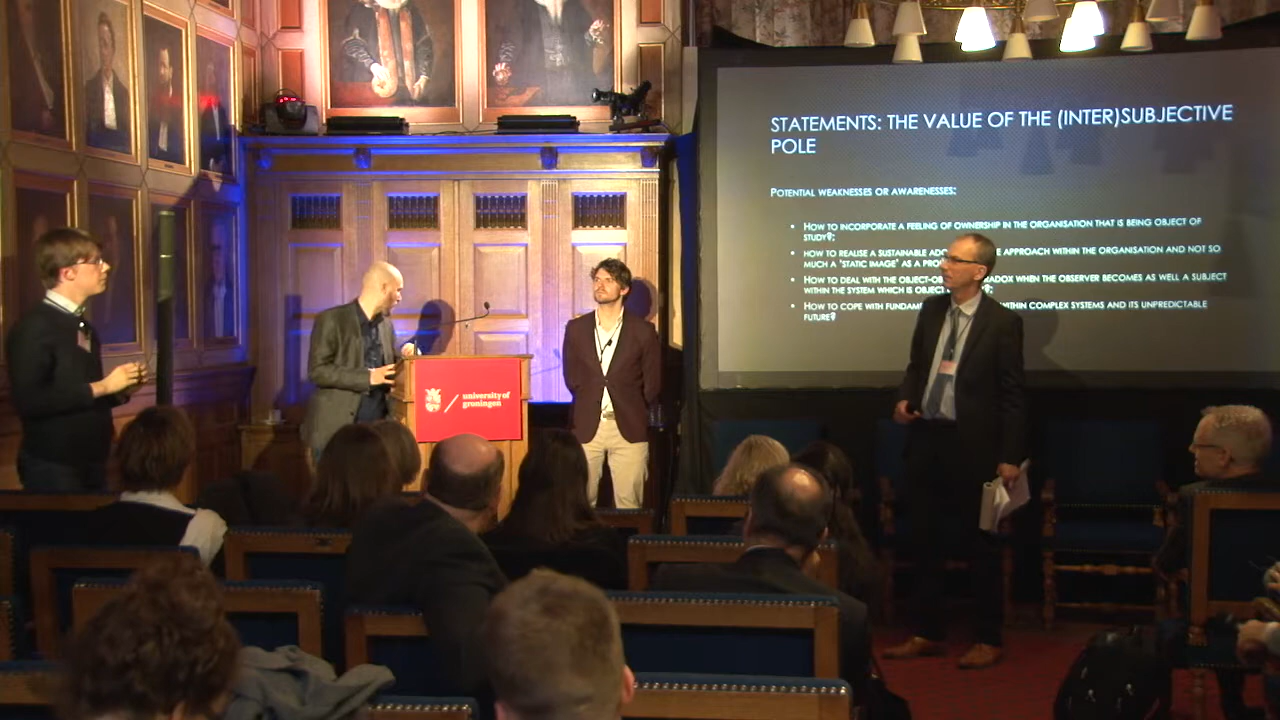 STATEMENTS: THE VALUE OF THE (INTER)SUBJECTIVE
POLE
POTENTIAL WEAKNESSES OR AWARENESSES:
• HOW TO INCORPORATE A FEELING OF OWNERSHIP IN THE ORGANISATION THAT IS BEING OBJECT OF
STUDY?;
• HOW TO REALISE A SUSTAINABLE APPROACH WITHIN THE ORGANISATION AND NOT SO
MUCH A 'STATIC IMAGE' AS A
• HOW TO DEAL WITH THE WHEN THE OBSERVER BECOMES AS WELL A SUBJECT
WITHIN THE SYSTEM WHICH IS OBJECT
• HOW TO COPE WITH WITHIN COMPLEX SYSTEMS AND ITS UNPREDICTABLE
FUTURE?
university of
groningen